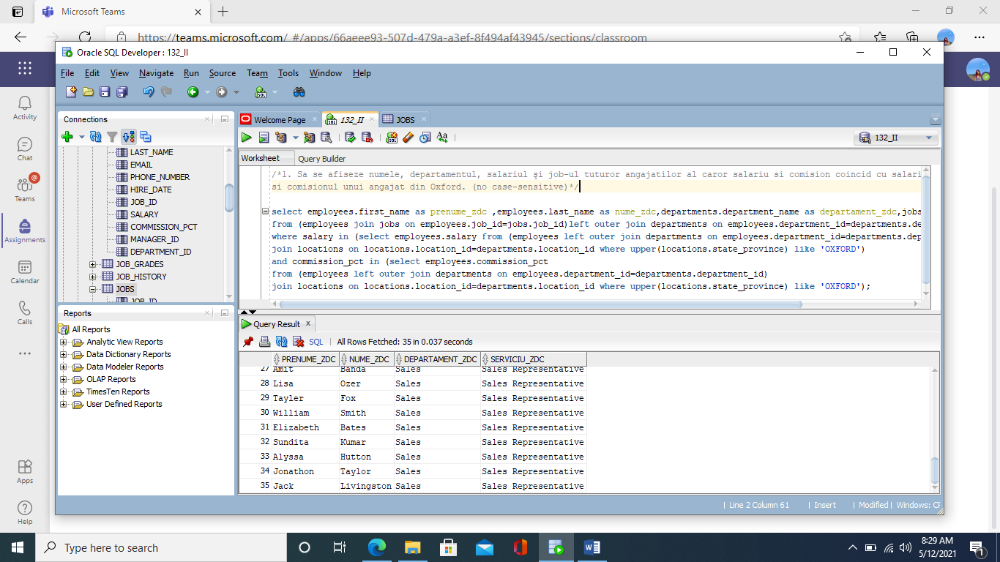 Microsoft Teams
https://teams.microsoft.com/_#/apps/66aeee93-507d-479a-a3ef-8f494af43945/sections/classroom
Oracle SQL Developer : 132_II
File Edit View Navigate Run Source Team Tools Window Help
Activity
Chat
Teams
Assignments
Calendar
Calls
Apps
Help
Connections
LAST_NAME
EMAIL
PHONE_NUMBER
HIRE_DATE
JOB_ID
SALARY
COMMISSION_PCT
MANAGER_ID
DEPARTMENT_ID
JOB_GRADES
JOB_HISTORY
JOBS
JOB_ID
Reports
All Reports
Analytic View Reports
Data Dictionary Reports
Data Modeler Reports
OLAP Reports
TimesTen Reports
User Defined Reports
Welcome Page 132_II JOBS
132_II
Worksheet Query Builder
/*1. Sa se afiseze numele, departamentul, salariul şi job-ul tuturor angajatilor al caror salariu si comision coincid cu salari
si comisionul unui angajat din Oxford. (no case-sensitive)*/
select employees.first_name as prenume_zdc ,employees.last_name as nume_zdc,departments.department_name as departament_zdc,jobs
from (employees join jobs on employees.job_id=jobs.job_id)left outer join departments on employees.department_id=departments.de
where salary in (select employees.salary from (employees left outer join departments on employees.department_id=departments.dep
join locations on locations.location_id=departments.location_id where upper(locations.state_province) like 'OXFORD')
and commission_pct in (select employees.commission_pct
from (employees left outer join departments on employees.department_id=departments.department_id)
join locations on locations.location_id=departments.location_id where upper(locations.state_province) like 'OXFORD');
Query Result
SQL | All Rows Fetched: 35 in 0.037 seconds
PRENUME_ZDC NUME_ZDC DEPARTAMENT_ZDC SERVICIU_ZDC
27 Amit Banda Sales Sales Representative
28 Lisa Ozer Sales Sales Representative
29 Tayler Fox Sales Sales Representative
30 William Smith Sales Sales Representative
31 Elizabeth Bates Sales Sales Representative
32 Sundita Kumar Sales Sales Representative
33 Alyssa Hutton Sales Sales Representative
34 Jonathon Taylor Sales Sales Representative
35 Jack Livingston Sales Sales Representative
| Line 2 Column 61 | Insert | Modified | Windows: CF
Type here to search
8:29 AM
5/12/2021
1